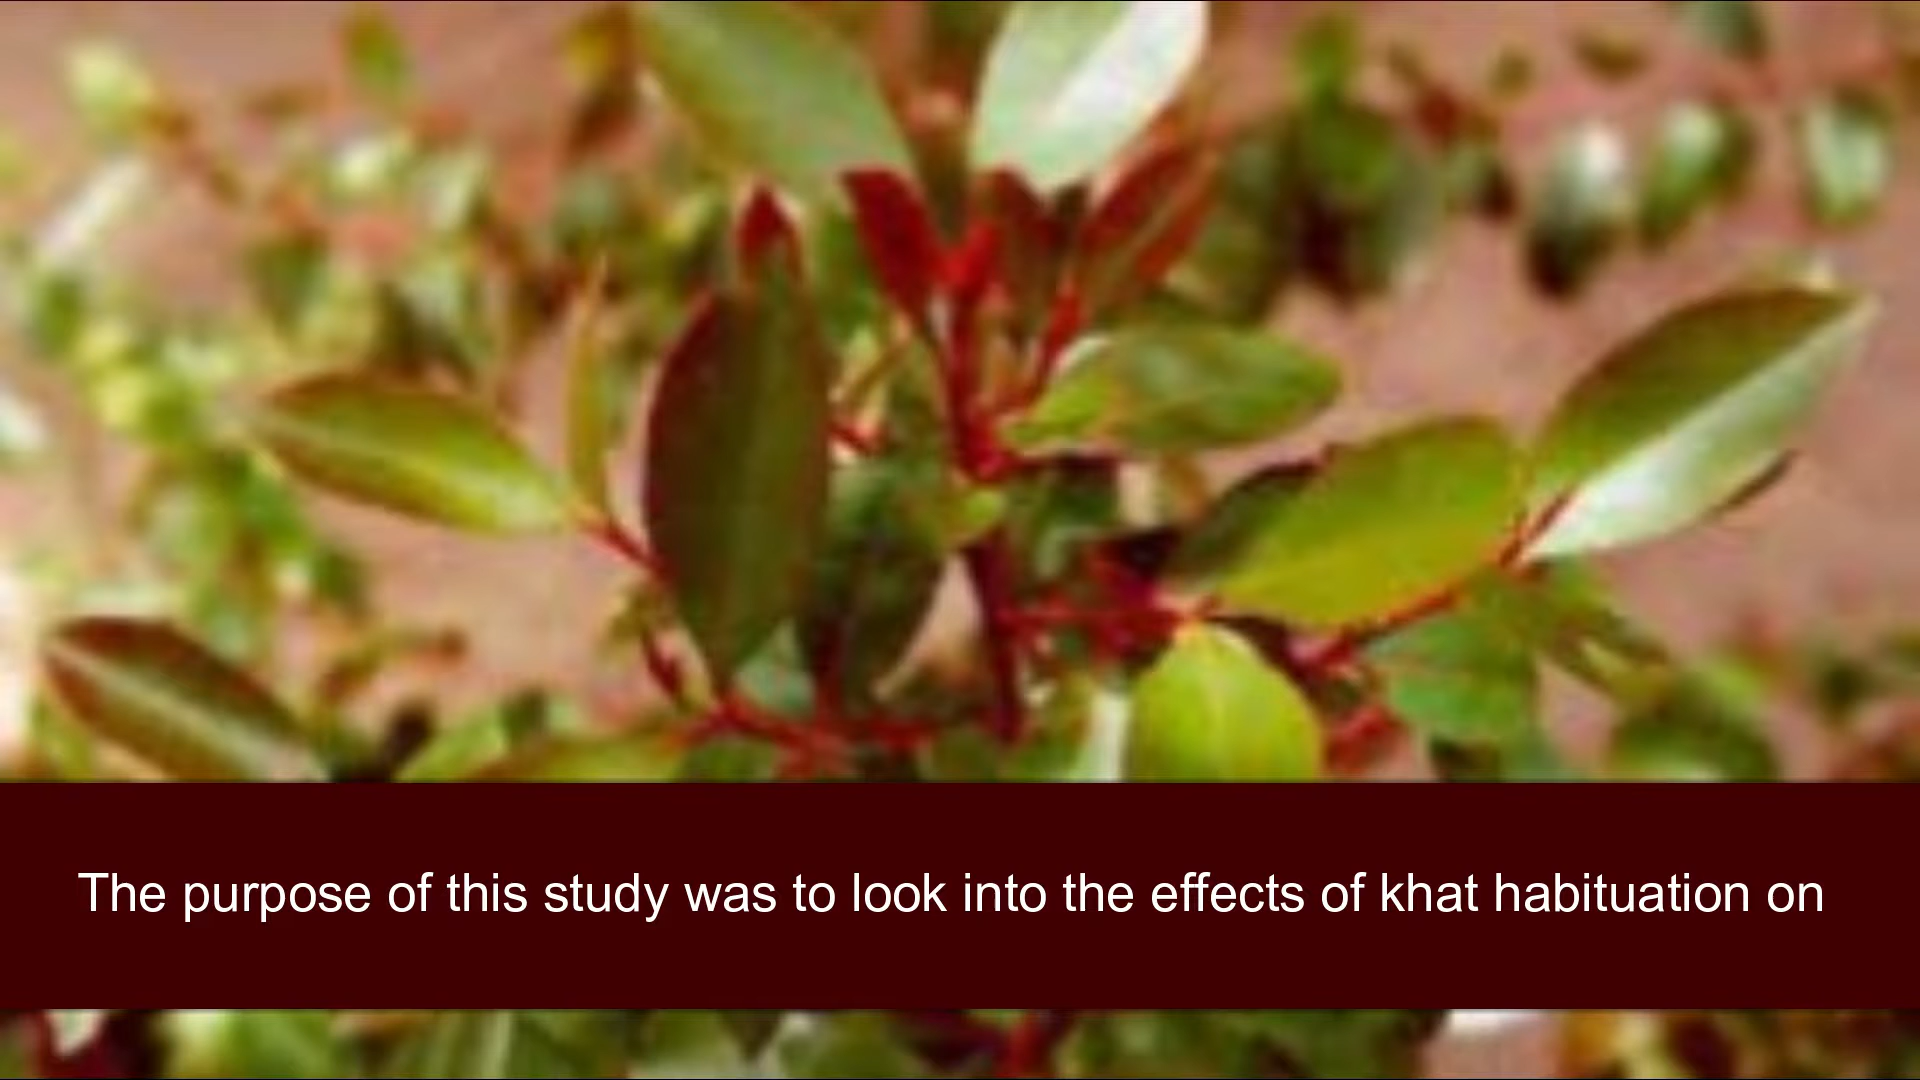 The purpose of this study was to look into the effects of khat habituation on